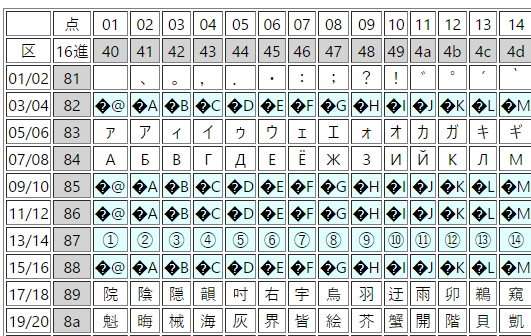 点 01 02 03 04 05 06 07 08 09 10 11 12 13 14
区 16進 40 41 42 43 44 45 46 47 48 49 4a 4b 4c 4d
01/02 81 　 、 。 , . ・ : ; ? ! ゛ ゜ ´ ｀
03/04 82 �@ �A �B �C �D �E �F �G �H �I �J �K �L �M
05/06 83 ァ ア ィ イ ゥ ウ ェ エ ォ オ カ ガ キ ギ
07/08 84 А Б В Г Д Е Ё Ж З И Й К Л М
09/10 85 �@ �A �B �C �D �E �F �G �H �I �J �K �L �M
11/12 86 �@ �A �B �C �D �E �F �G �H �I �J �K �L �M
13/14 87 ① ② ③ ④ ⑤ ⑥ ⑦ ⑧ ⑨ ⑩ ⑪ ⑫ ⑬ ⑭
15/16 88 �@ �A �B �C �D �E �F �G �H �I �J �K �L �M
17/18 89 院 陰 隠 韻 吋 右 宇 烏 羽 迂 雨 卯 鵜 窺
19/20 8a 魁 晦 械 海 灰 界 皆 絵 芥 蟹 開 階 貝 凱